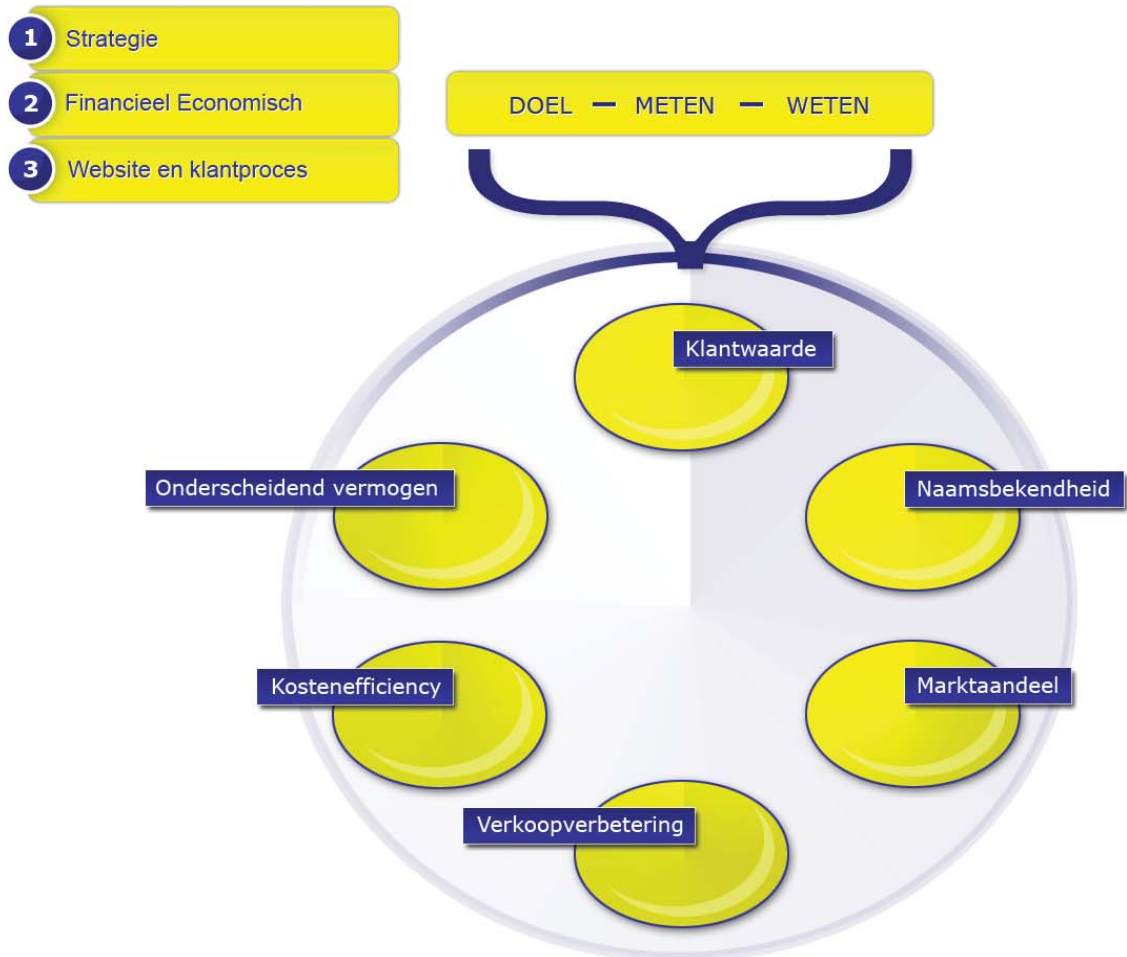 1 Strategie
2 Financieel Economisch
3 Website en klantproces
DOEL — METEN — WETEN
Klantwaarde
Onderscheidend vermogen
Naamsbekendheid
Kostenefficiency
Marktaandeel
Verkoopverbetering